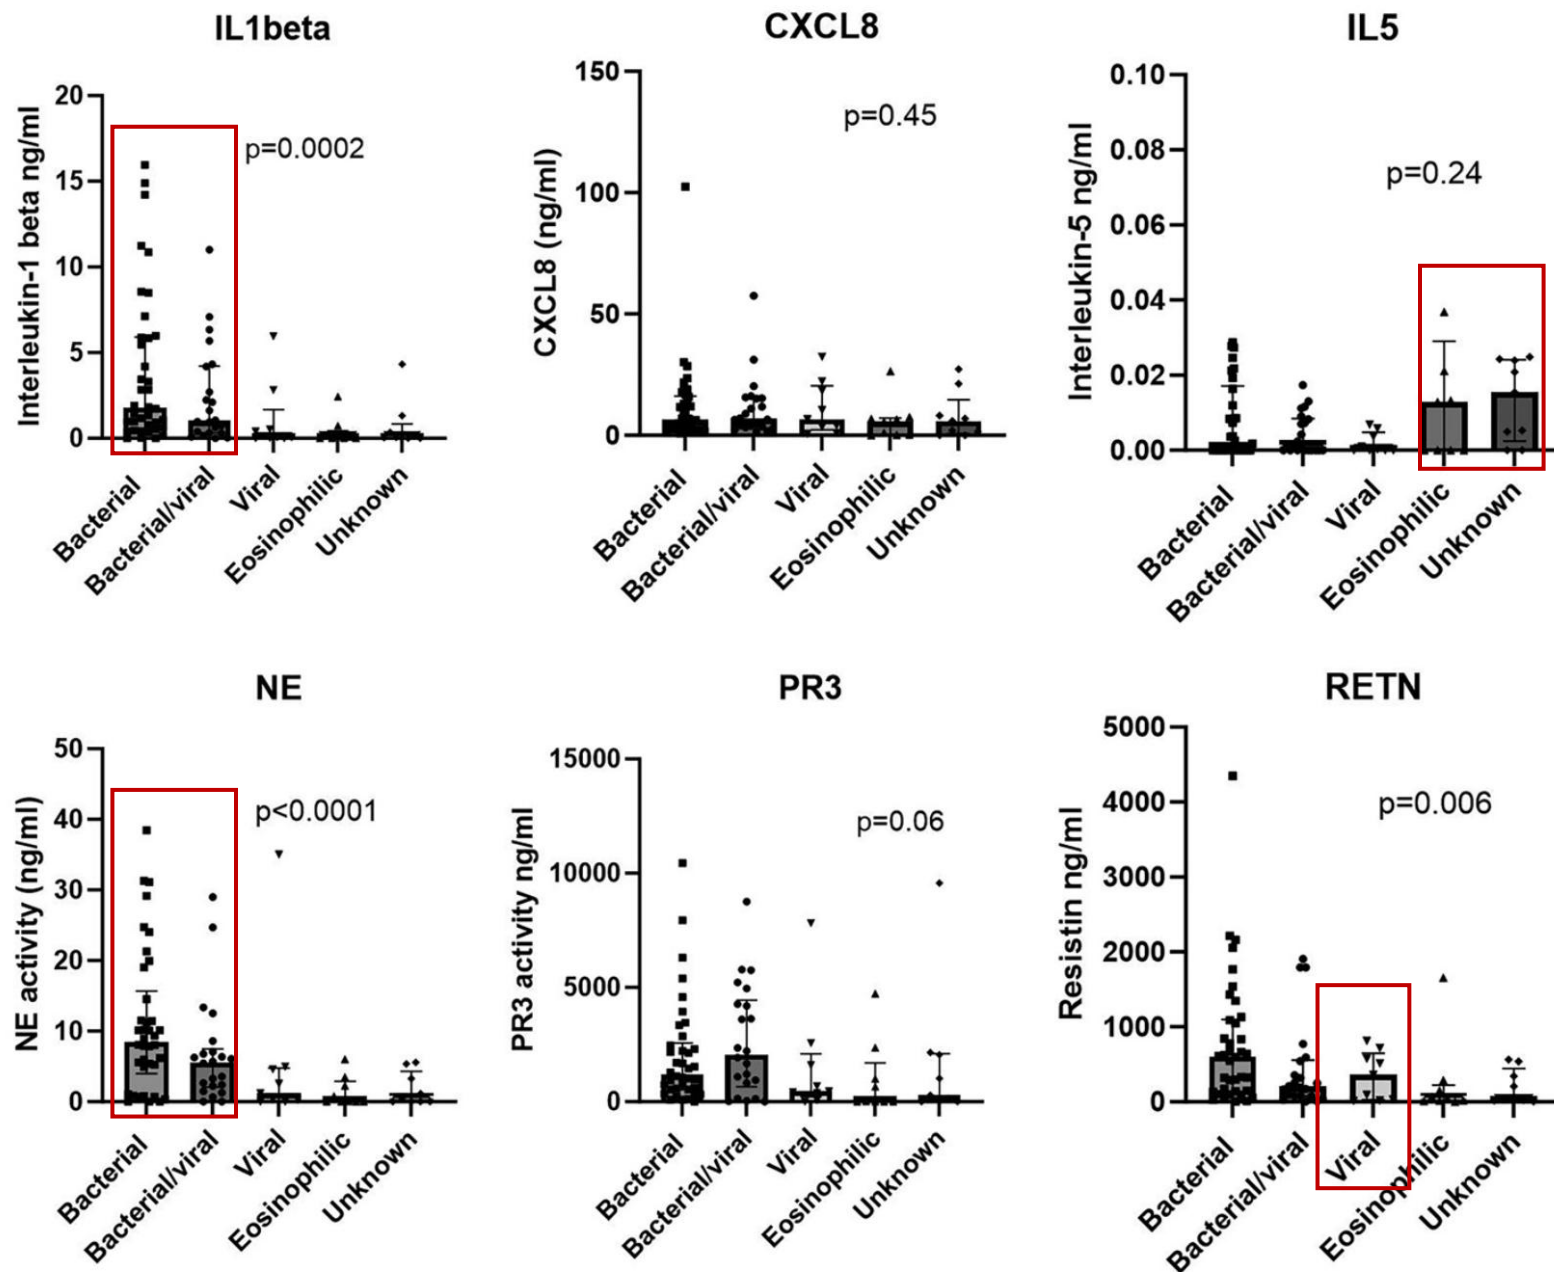 IL1beta
Interleukin-1 beta ng/ml
20
15
10
5
0
p=0.0002
Bacterial
Bacterial/viral
Viral
Eosinophilic
Unknown
CXCL8
CXCL8 (ng/ml)
150
100
50
0
p=0.45
Bacterial
Bacterial/viral
Viral
Eosinophilic
Unknown
IL5
Interleukin-5 ng/ml
0.10
0.08
0.06
0.04
0.02
0.00
p=0.24
Bacterial
Bacterial/viral
Viral
Eosinophilic
Unknown
NE
NE activity (ng/ml)
50
40
30
20
10
0
p<0.0001
Bacterial
Bacterial/viral
Viral
Eosinophilic
Unknown
PR3
PR3 activity ng/ml
15000
10000
5000
0
p=0.06
Bacterial
Bacterial/viral
Viral
Eosinophilic
Unknown
RETN
Resistin ng/ml
5000
4000
3000
2000
1000
0
p=0.006
Bacterial
Bacterial/viral
Viral
Eosinophilic
Unknown